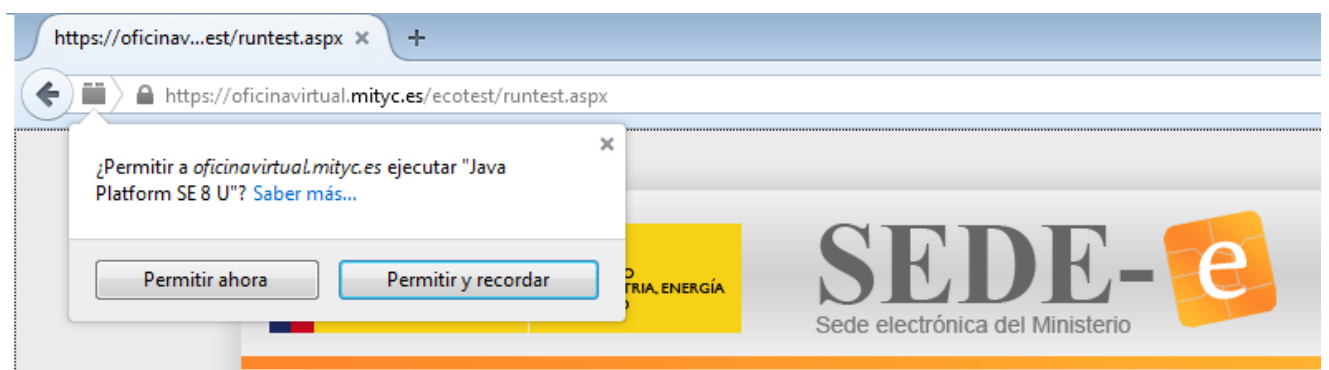 https://oficinav...est/runtest.aspx
https://oficinavirtual.mityc.es/ecotest/runtest.aspx
¿Permitir a oficinavirtual.mityc.es ejecutar "Java
Platform SE 8 U"? Saber más...
Permitir ahora
Permitir y recordar
TRIA, ENERGÍA
SEDE-e
Sede electrónica del Ministerio